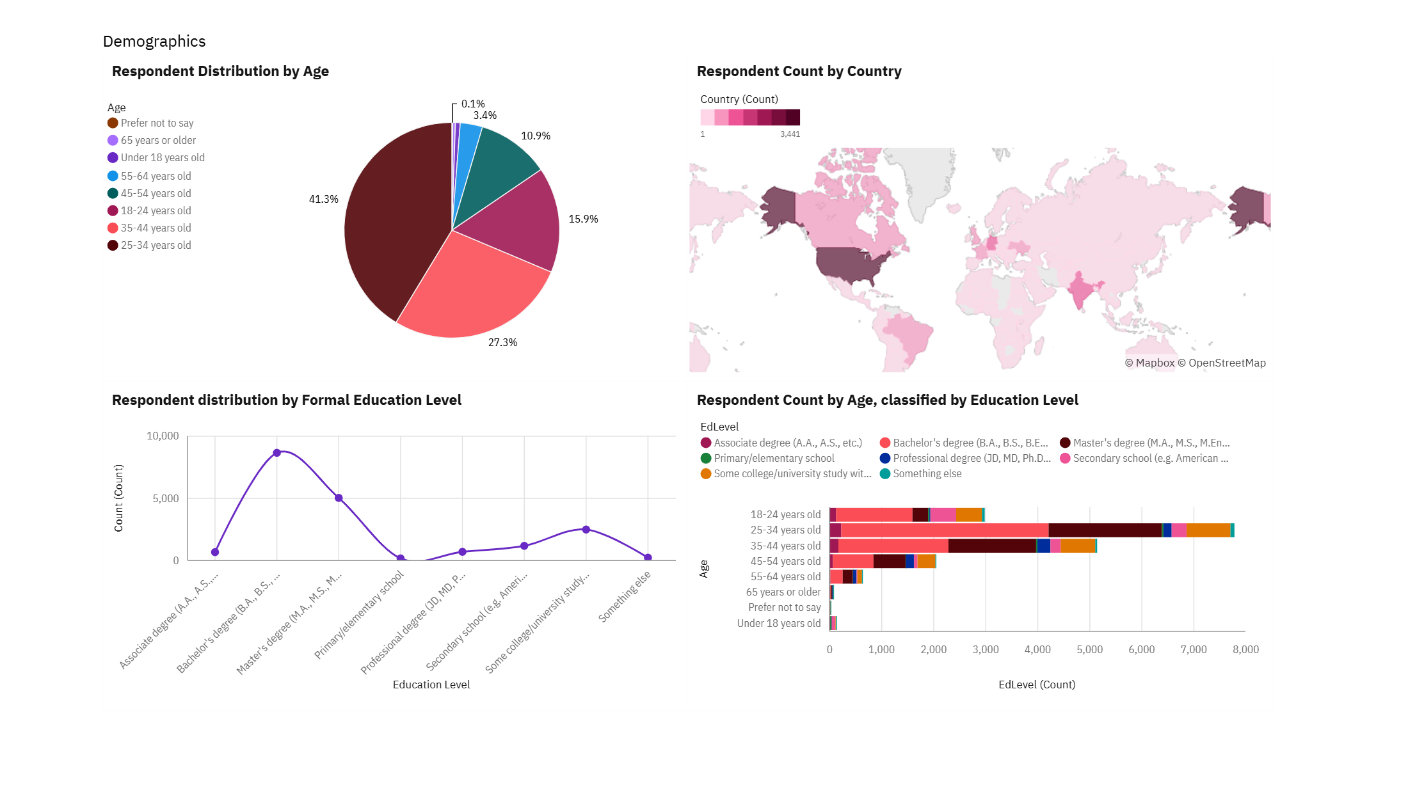 Demographics
Respondent Distribution by Age
Age
Prefer not to say
65 years or older
Under 18 years old
55-64 years old
45-54 years old
18-24 years old
35-44 years old
25-34 years old
0.1%
3.4%
10.9%
15.9%
27.3%
41.3%
Respondent Count by Country
Country (Count)
1 3,441
© Mapbox © OpenStreetMap
Respondent distribution by Formal Education Level
Count (Count)
10,000
5,000
0
Associate degree (A.A., A.S.,...
Bachelor's degree (B.A., B.S., ...
Master's degree (M.A., M.S., M...
Primary/elementary school
Professional degree (JD, MD, P...
Secondary school (e.g. Ameri...
Some college/university study...
Something else
Education Level
Respondent Count by Age, classified by Education Level
EdLevel
Associate degree (A.A., A.S., etc.) Bachelor's degree (B.A., B.S., B.E... Master's degree (M.A., M.S., M.En...
Primary/elementary school Professional degree (JD, MD, Ph.D... Secondary school (e.g. American ...
Some college/university study wit... Something else
Age
18-24 years old
25-34 years old
35-44 years old
45-54 years old
55-64 years old
65 years or older
Prefer not to say
Under 18 years old
0 1,000 2,000 3,000 4,000 5,000 6,000 7,000 8,000
EdLevel (Count)